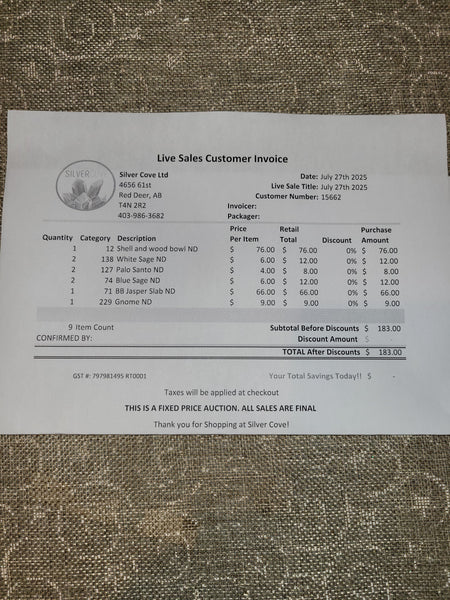 Live Sales Customer Invoice
SILVER
Silver Cove Ltd
4656 61st
Red Deer, AB
T4N 2R2
403-986-3682
Date: July 27th 2025
Live Sale Title: July 27th 2025
Customer Number: 15662
Invoicer:
Packager:
Quantity Category Description Price Per Item Retail Total Discount Purchase Amount
1 12 Shell and wood bowl ND $ 76.00 $ 76.00 0% $ 76.00
2 138 White Sage ND $ 6.00 $ 12.00 0% $ 12.00
2 127 Palo Santo ND $ 4.00 $ 8.00 0% $ 8.00
2 74 Blue Sage ND $ 6.00 $ 12.00 0% $ 12.00
1 71 BB Jasper Slab ND $ 66.00 $ 66.00 0% $ 66.00
1 229 Gnome ND $ 9.00 $ 9.00 0% $ 9.00
9 Item Count Subtotal Before Discounts $ 183.00
CONFIRMED BY: Discount Amount $ -
TOTAL After Discounts $ 183.00
GST #: 797981495 RT0001 Your Total Savings Today!! $ -
Taxes will be applied at checkout
THIS IS A FIXED PRICE AUCTION. ALL SALES ARE FINAL
Thank you for Shopping at Silver Cove!